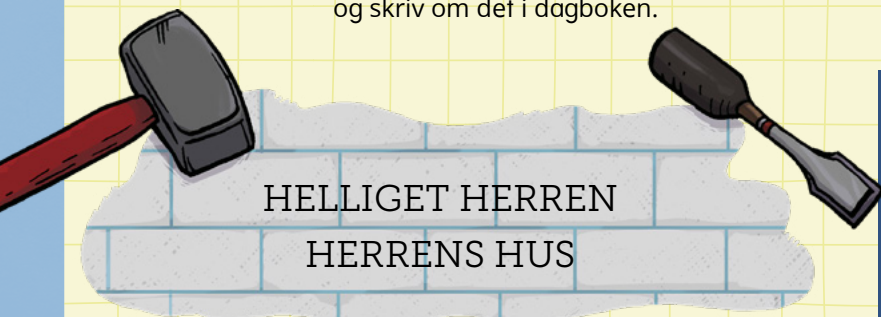 og skriv om det i dagboken.
HELLIGET HERREN
HERRENS HUS